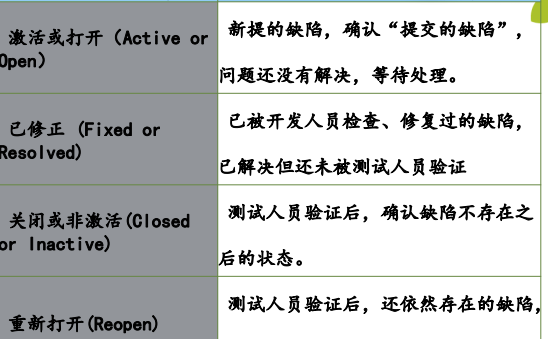 激活或打开（Active or
Open）
新提的缺陷，确认“提交的缺陷”，
问题还没有解决，等待处理。
已修正 (Fixed or
Resolved)
已被开发人员检查、修复过的缺陷，
已解决但还未被测试人员验证
关闭或非激活(Closed
or Inactive)
测试人员验证后，确认缺陷不存在之
后的状态。
重新打开(Reopen)
测试人员验证后，还依然存在的缺陷，